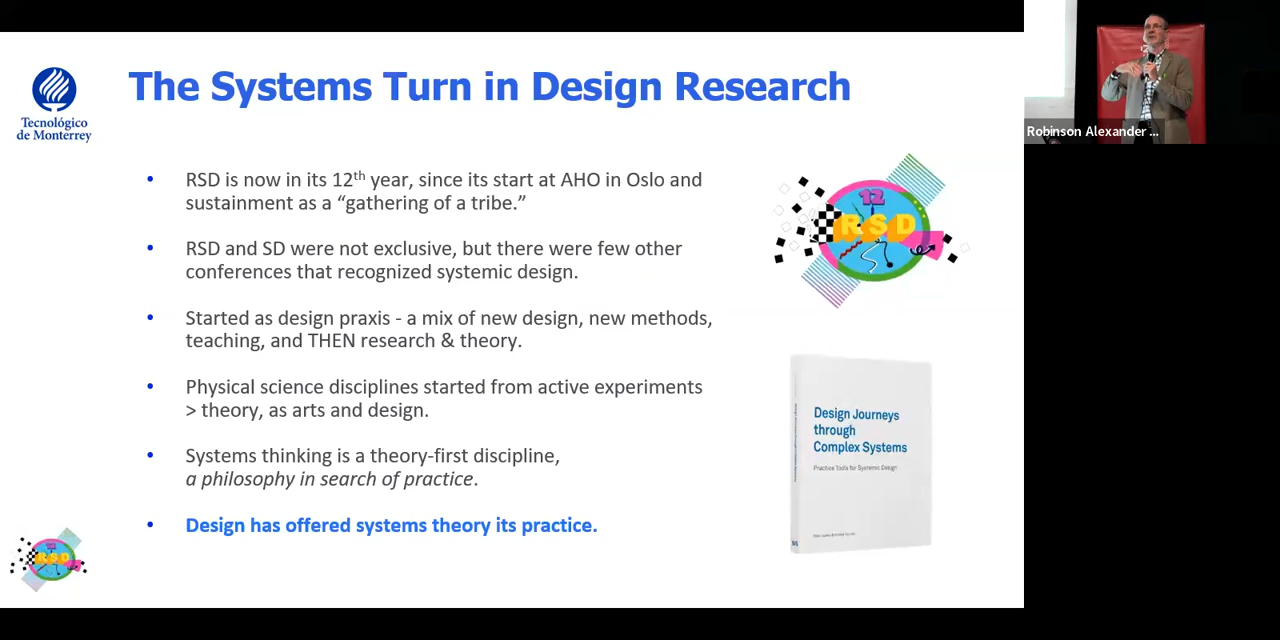 Tecnológico
de Monterrey
The Systems Turn in Design Research
• RSD is now in its 12th year, since its start at AHO in Oslo and
sustainment as a “gathering of a tribe.”
• RSD and SD were not exclusive, but there were few other
conferences that recognized systemic design.
• Started as design praxis - a mix of new design, new methods,
teaching, and THEN research & theory.
• Physical science disciplines started from active experiments
> theory, as arts and design.
• Systems thinking is a theory-first discipline,
a philosophy in search of practice.
• Design has offered systems theory its practice.
12
RSD
Design Journeys
through
Complex Systems
Practice Tools for Systemic Design
RSD
Robinson Alexander ...